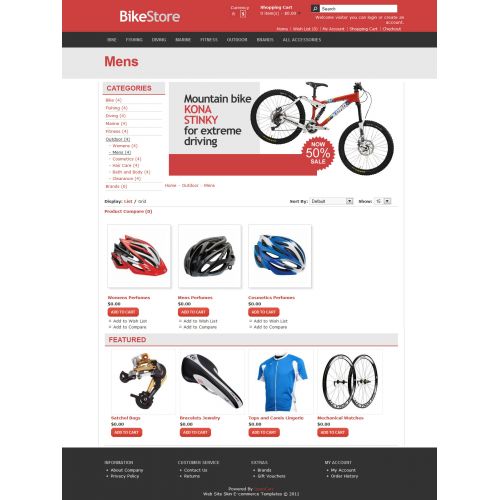 BikeStore
Currency
€ $
Shopping Cart
0 item(s) - $0.00
Search
Welcome visitor you can login or create an account.
Home | Wish List (0) | My Account | Shopping Cart | Checkout
BIKE FISHING DIVING MARINE FITNESS OUTDOOR BRANDS ALL ACCESSORIES
Mens
CATEGORIES
Bike (4)
Fishing (4)
Diving (4)
Marine (4)
Fitness (4)
Outdoor (4)
- Womens (4)
- Mens (4)
- Cosmetics (4)
- Hair Care (4)
- Bath and Body (4)
- Clearance (4)
Brands (0)
Mountain bike
KONA
STINKY
for extreme
driving
NOW
50%
SALE
Home - Outdoor - Mens
Display: List / Grid
Sort By: Default
Show: 15
Product Compare (0)
Womens Perfumes
$0.00
ADD TO CART
Add to Wish List
Add to Compare
Mens Perfumes
$0.00
ADD TO CART
Add to Wish List
Add to Compare
Cosmetics Perfumes
$0.00
ADD TO CART
Add to Wish List
Add to Compare
FEATURED
Satchel Bags
ADD TO CART
Bracelets Jewelry
ADD TO CART
Tops and Camis Lingerie
ADD TO CART
Mechanical Watches
ADD TO CART
INFORMATION
About Company
Privacy Policy
CUSTOMER SERVICE
Contact Us
Returns
EXTRAS
Brands
Gift Vouchers
MY ACCOUNT
My Account
Order History
Powered By OpenCart
Web Site Skin E-commerce Templates © 2011